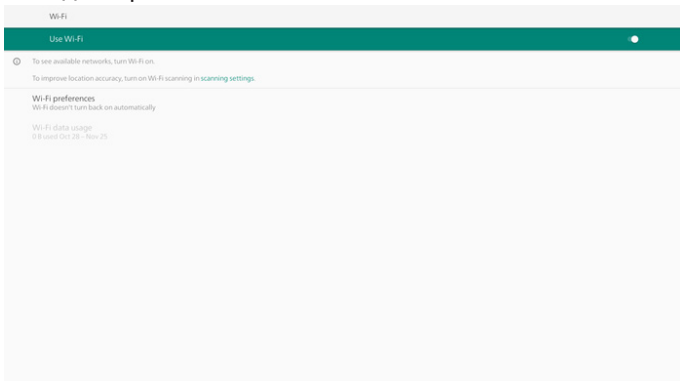 Wi-Fi
Use Wi-Fi
To see available networks, turn Wi-Fi on.
To improve location accuracy, turn on Wi-Fi scanning in scanning settings.
Wi-Fi preferences
Wi-Fi doesn't turn back on automatically
Wi-Fi data usage
0 B used Oct 28 – Nov 25